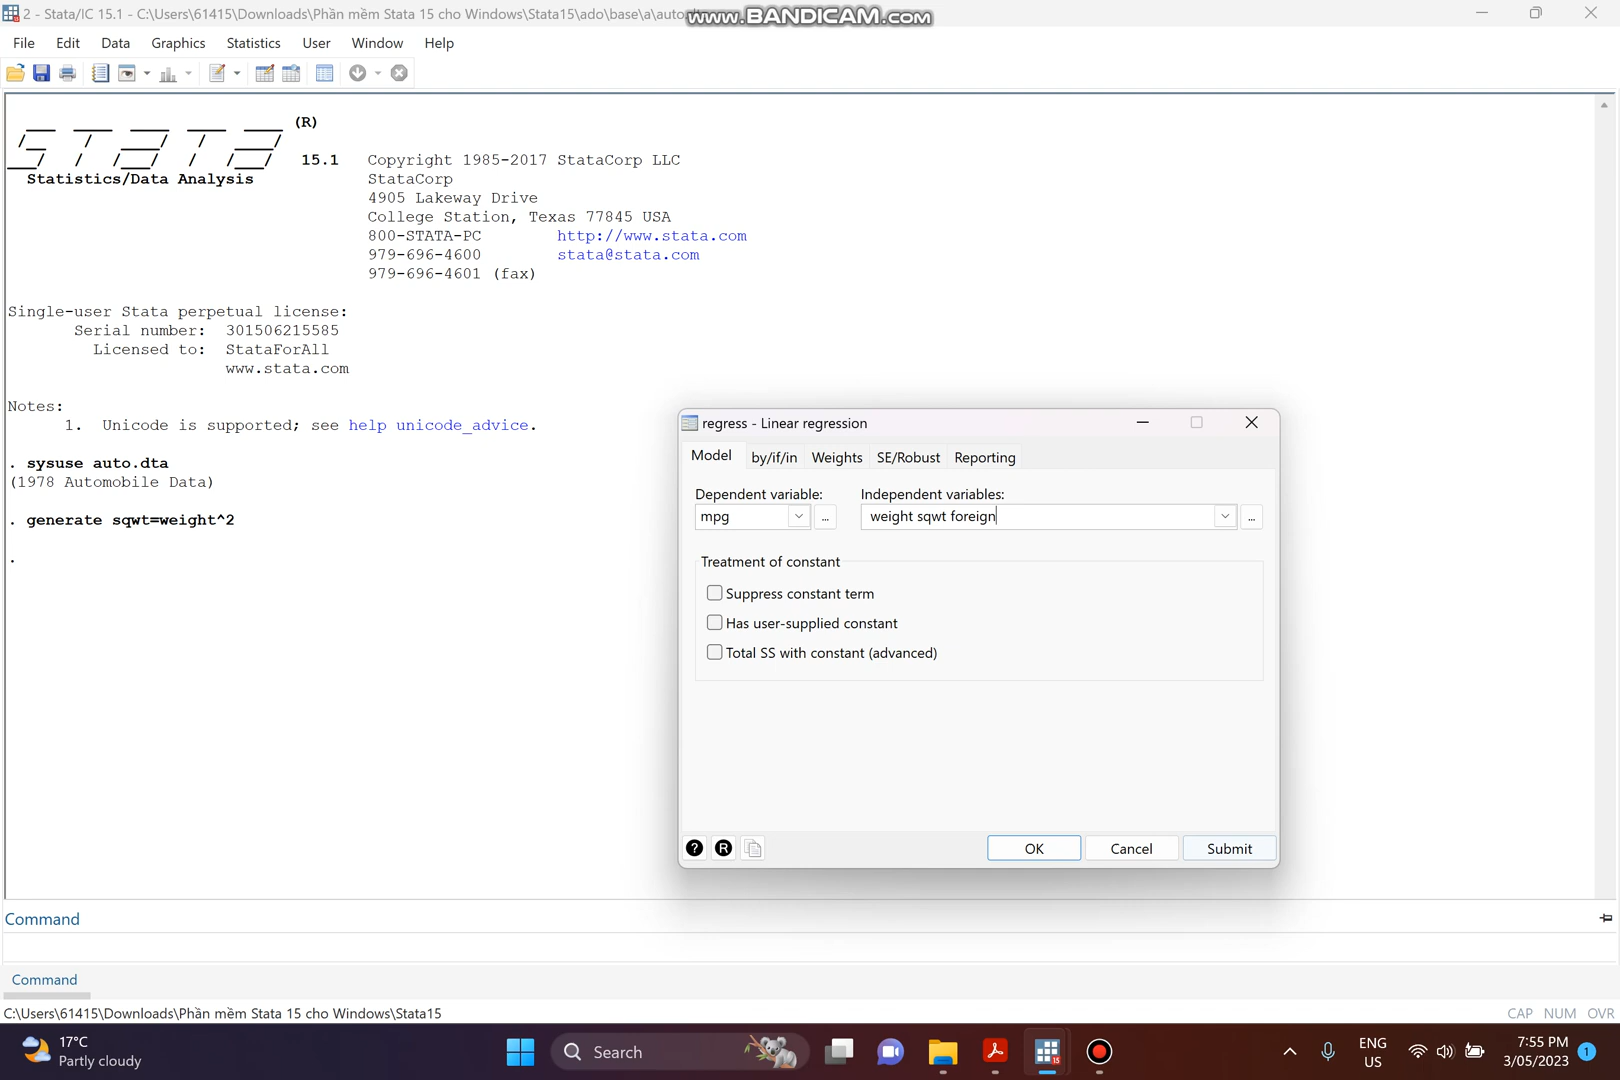 2 - Stata/IC 15.1 - C:\Users\61415\Downloads\Phần mềm Stata 15 cho Windows\Stata15\ado\base\a\auto
www.BANDICAM.com
File Edit Data Graphics Statistics User Window Help
(R)
STATA
15.1 Copyright 1985-2017 StataCorp LLC
Statistics/Data Analysis StataCorp
4905 Lakeway Drive
College Station, Texas 77845 USA
800-STATA-PC http://www.stata.com
979-696-4600 stata@stata.com
979-696-4601 (fax)
Single-user Stata perpetual license:
Serial number: 301506215585
Licensed to: StataForAll
www.stata.com
Notes:
1. Unicode is supported; see help unicode_advice.
. sysuse auto.dta
(1978 Automobile Data)
. generate sqwt=weight^2
.
regress - Linear regression
Model by/if/in Weights SE/Robust Reporting
Dependent variable: Independent variables:
mpg ... weight sqwt foreign ...
Treatment of constant
Suppress constant term
Has user-supplied constant
Total SS with constant (advanced)
? R OK Cancel Submit
Command
Command
C:\Users\61415\Downloads\Phần mềm Stata 15 cho Windows\Stata15
CAP NUM OVR
17°C
Partly cloudy
Search
15
ENG
US
7:55 PM
3/05/2023
1